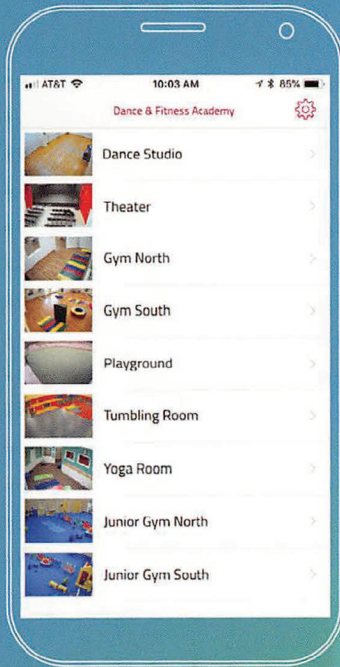 AT&T 10:03 AM 85%
Dance & Fitness Academy
Dance Studio
Theater
Gym North
Gym South
Playground
Tumbling Room
Yoga Room
Junior Gym North
Junior Gym South